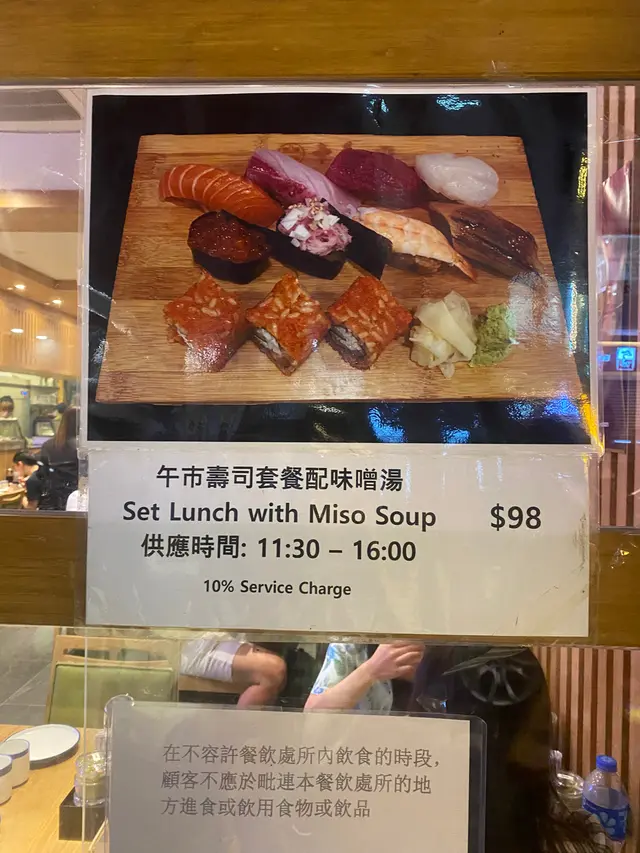 午市壽司套餐配味噌湯
Set Lunch with Miso Soup $98
供應時間: 11:30 – 16:00
10% Service Charge
在不容許餐飲處所內飲食的時段,
顧客不應於毗連本餐飲處所的地
方進食或飲用食物或飲品